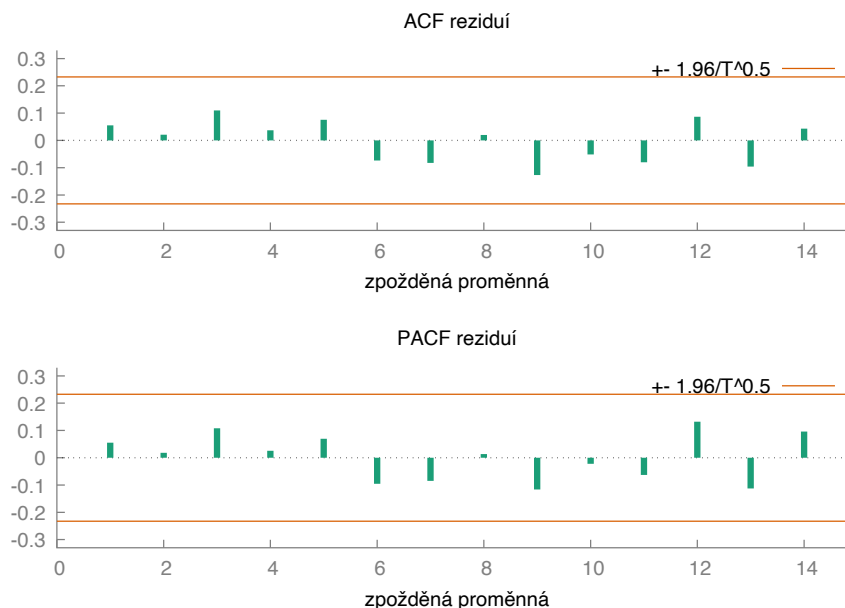 ACF reziduí
0.3
+- 1.96/T^0.5
0.2
0.1
0
-0.1
-0.2
-0.3
0 2 4 6 8 10 12 14
zpožděná proměnná
PACF reziduí
0.3
+- 1.96/T^0.5
0.2
0.1
0
-0.1
-0.2
-0.3
0 2 4 6 8 10 12 14
zpožděná proměnná